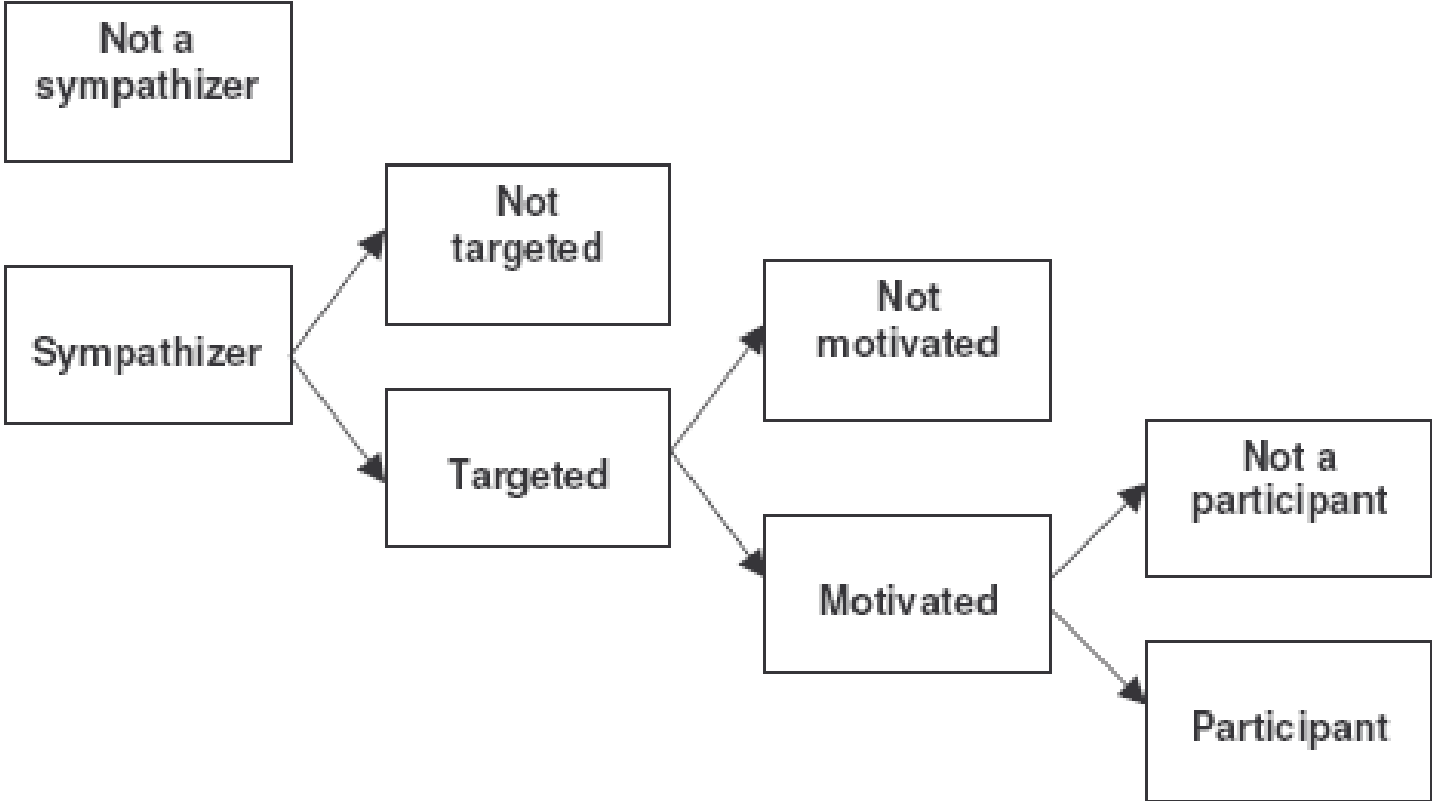 Not a
sympathizer
Not
targeted
Sympathizer
Not
motivated
Targeted
Not a
participant
Motivated
Participant